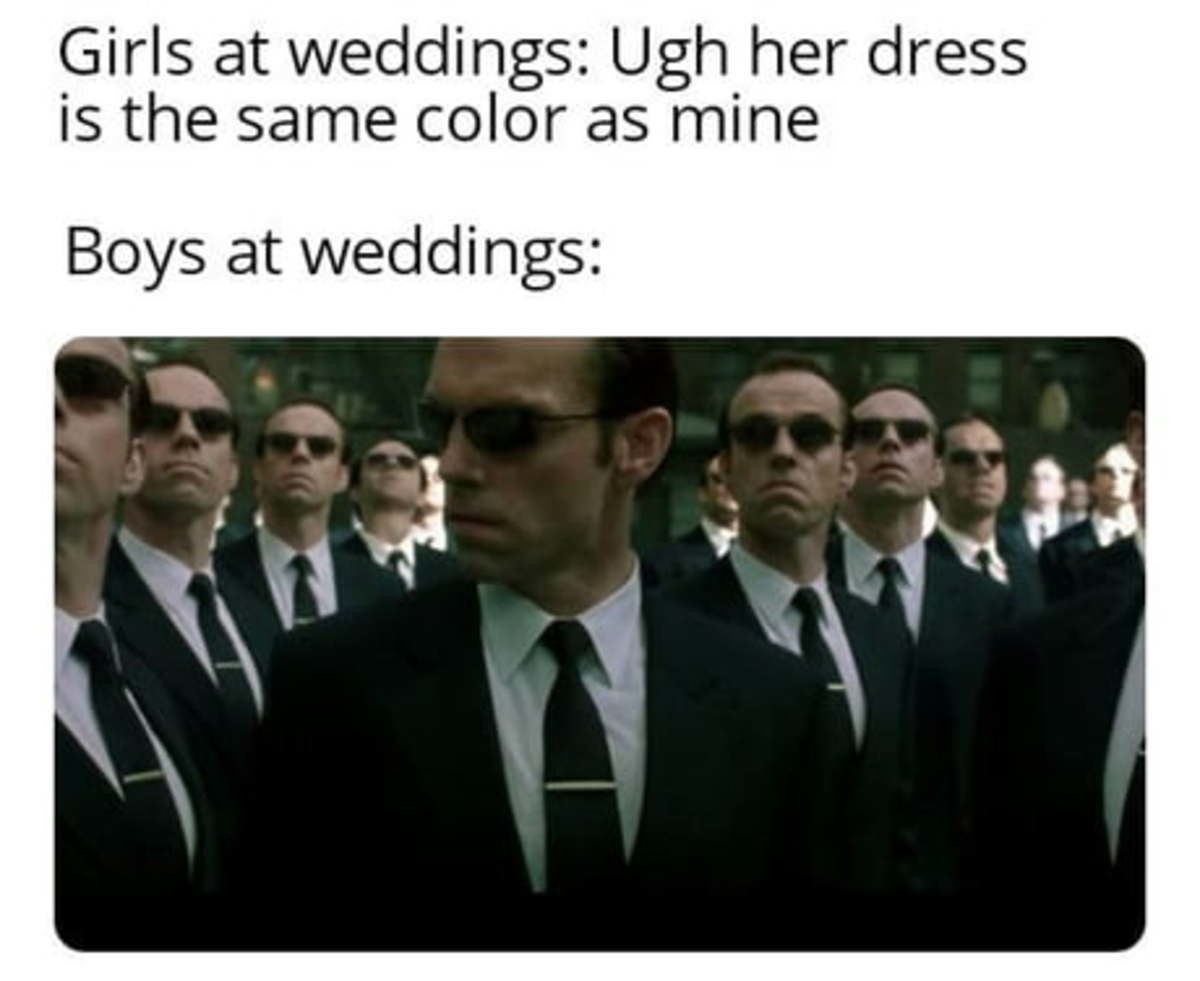 Girls at weddings: Ugh her dress
is the same color as mine
Boys at weddings: